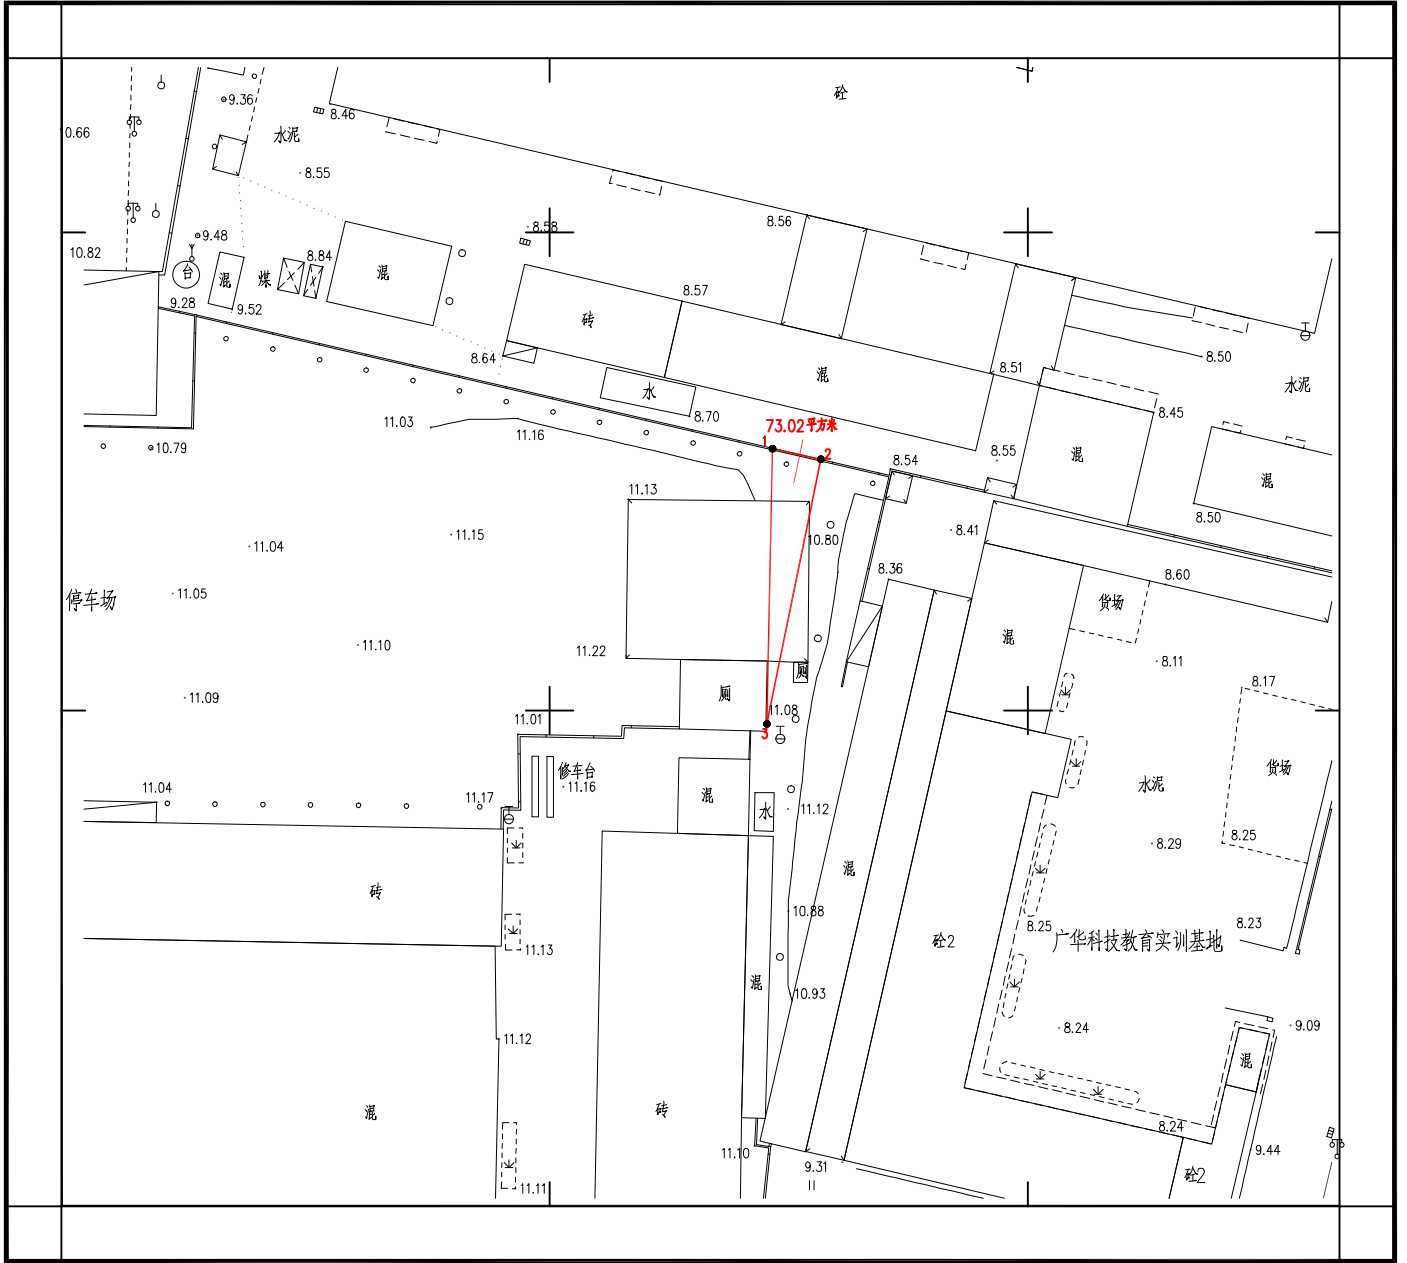 砼
9.36
8.46
10.66
水泥
8.55
8.56
8.58
9.48
10.82
8.84
台
混
煤
混
8.57
9.28
9.52
砖
8.64
8.50
8.51
混
水泥
水
8.70
8.45
11.03
11.16
73.02平方米
1
2
10.79
8.55
混
8.54
混
11.13
8.50
11.15
8.41
11.04
10.80
8.36
8.60
停车场
11.05
货场
混
11.10
11.22
8.11
厕
厕
8.17
11.09
11.08
11.01
3
修车台
货场
11.16
水泥
11.04
11.17
混
水
11.12
8.25
8.29
混
砖
10.88
8.25
8.23
砼2
广华科技教育实训基地
11.13
混
10.93
8.24
9.09
11.12
混
混
砖
8.24
11.10
9.44
9.31
砼2
11.11